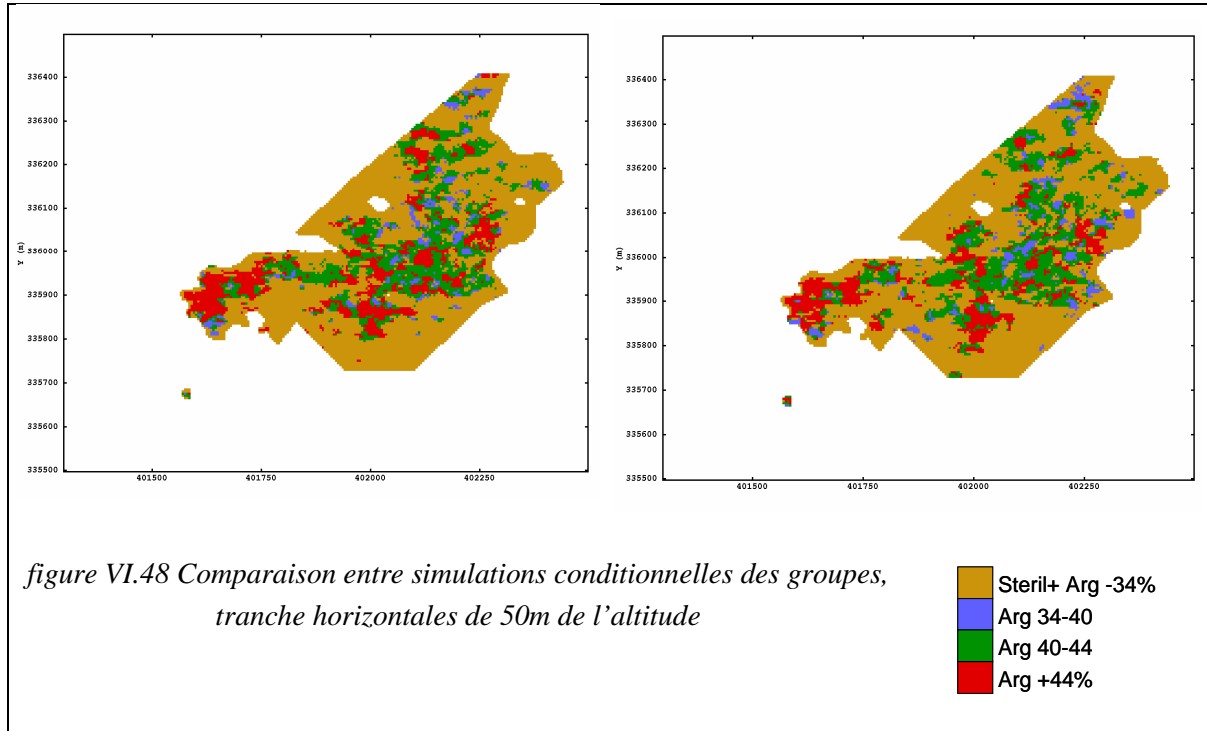 336400
336300
336200
336100
336000
335900
335800
335700
335600
335500
Y (m)
401500 401750 402000 402250
336400
336300
336200
336100
336000
335900
335800
335700
335600
335500
Y (m)
401500 401750 402000 402250
figure VI.48 Comparaison entre simulations conditionnelles des groupes,
tranche horizontales de 50m de l’altitude
Steril+ Arg -34%
Arg 34-40
Arg 40-44
Arg +44%